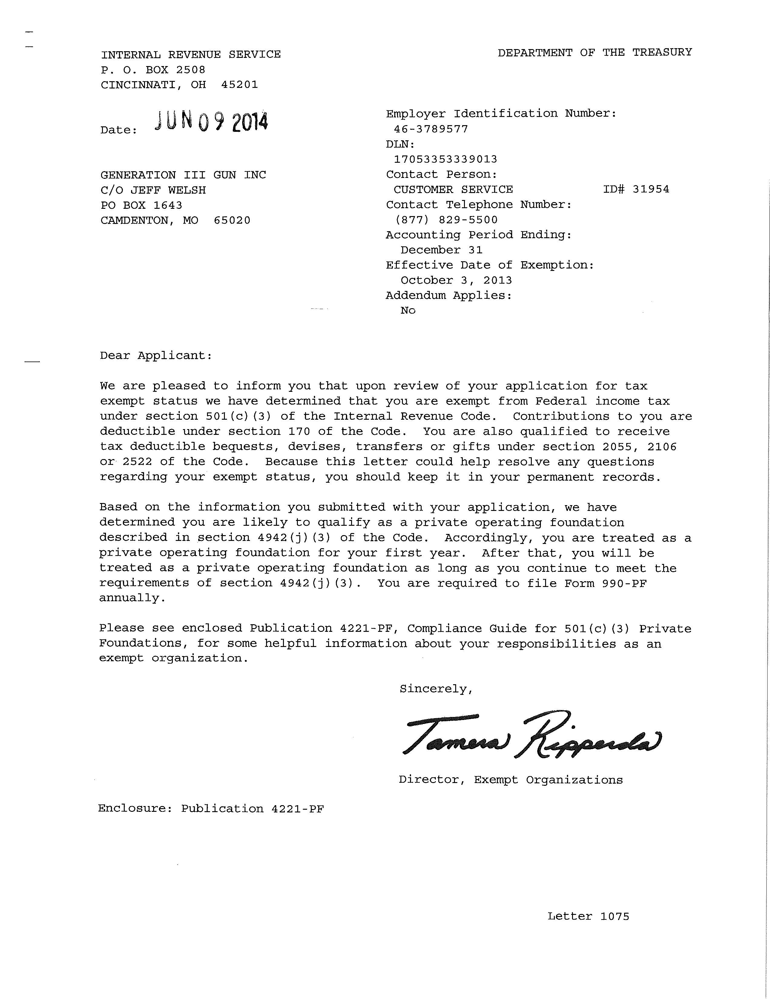 INTERNAL REVENUE SERVICE
P. O. BOX 2508
CINCINNATI, OH  45201
DEPARTMENT OF THE TREASURY
Date: JUN 09 2014
GENERATION III GUN INC
C/O JEFF WELSH
PO BOX 1643
CAMDENTON, MO  65020
Employer Identification Number:
46-3789577
DLN:
17053353339013
Contact Person:
CUSTOMER SERVICE ID# 31954
Contact Telephone Number:
(877) 829-5500
Accounting Period Ending:
December 31
Effective Date of Exemption:
October 3, 2013
Addendum Applies:
No
Dear Applicant:
We are pleased to inform you that upon review of your application for tax
exempt status we have determined that you are exempt from Federal income tax
under section 501(c)(3) of the Internal Revenue Code.  Contributions to you are
deductible under section 170 of the Code.  You are also qualified to receive
tax deductible bequests, devises, transfers or gifts under section 2055, 2106
or 2522 of the Code.  Because this letter could help resolve any questions
regarding your exempt status, you should keep it in your permanent records.
Based on the information you submitted with your application, we have
determined you are likely to qualify as a private operating foundation
described in section 4942(j)(3) of the Code.  Accordingly, you are treated as a
private operating foundation for your first year.  After that, you will be
treated as a private operating foundation as long as you continue to meet the
requirements of section 4942(j)(3).  You are required to file Form 990-PF
annually.
Please see enclosed Publication 4221-PF, Compliance Guide for 501(c)(3) Private
Foundations, for some helpful information about your responsibilities as an
exempt organization.
Sincerely,
Tamera Ripperda
Director, Exempt Organizations
Enclosure: Publication 4221-PF
Letter 1075